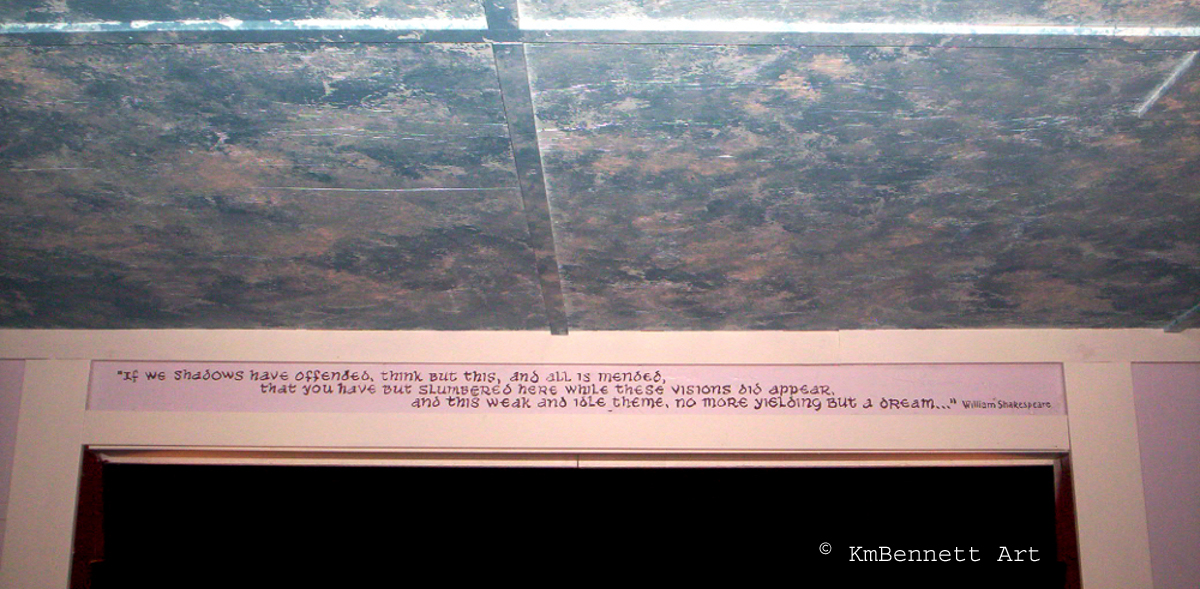 "If we shadows have offended, think but this, and all is mended,
that you have but slumbered here while these visions did appear.
and this weak and idle theme, no more yielding but a dream..." William Shakespeare
© KmBennett Art